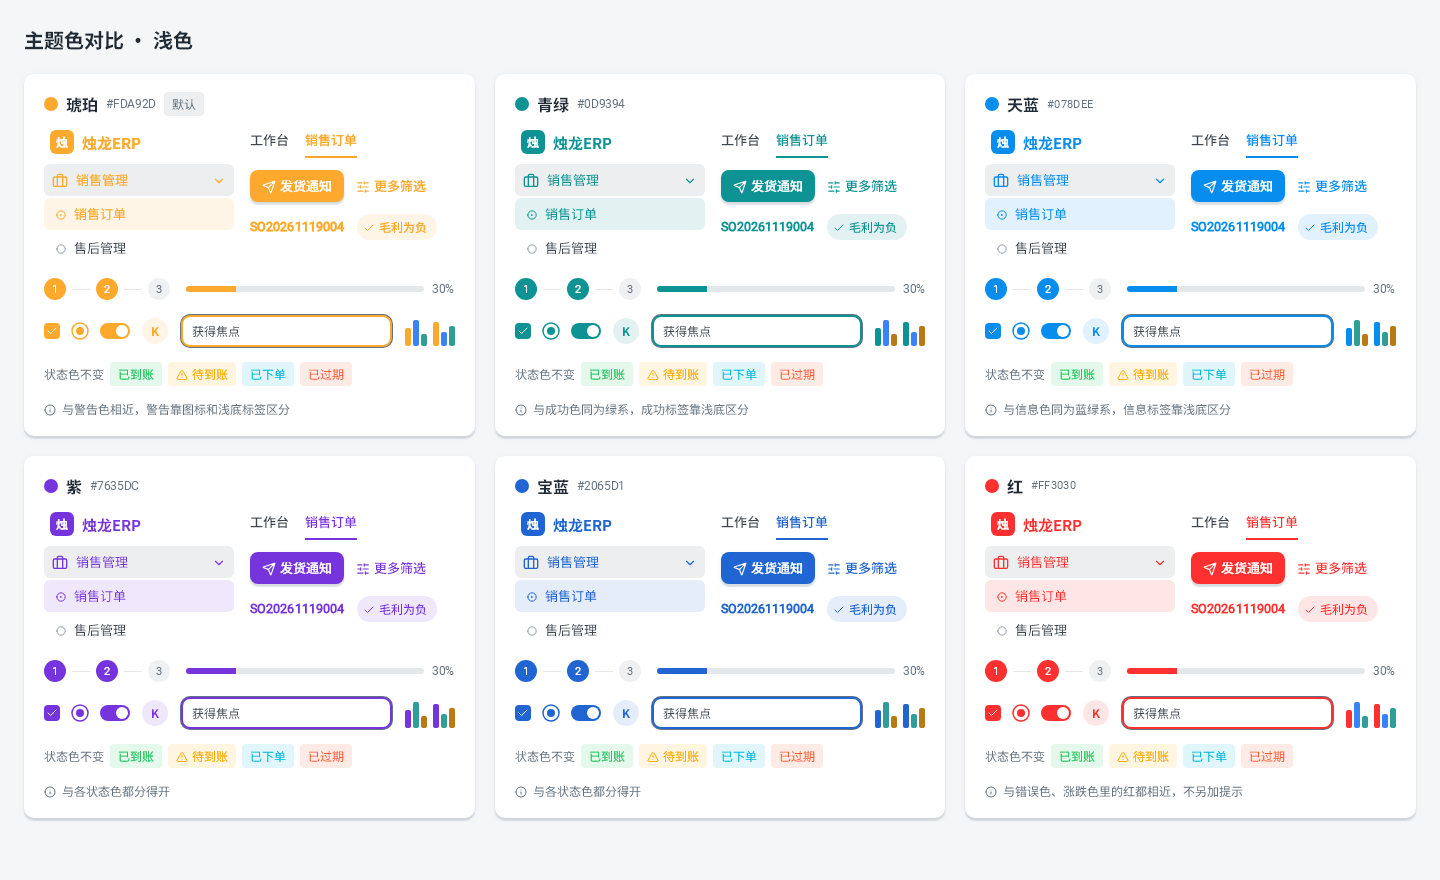 主题色对比 · 浅色
琥珀 #FDA92D 默认
烛 烛龙ERP 工作台 销售订单
销售管理 发货通知 更多筛选
销售订单 SO20261119004 毛利为负
售后管理
1 2 3 30%
K 获得焦点
状态色不变 已到账 待到账 已下单 已过期
与警告色相近，警告靠图标和浅底标签区分
青绿 #0D9394
烛 烛龙ERP 工作台 销售订单
销售管理 发货通知 更多筛选
销售订单 SO20261119004 毛利为负
售后管理
1 2 3 30%
K 获得焦点
状态色不变 已到账 待到账 已下单 已过期
与成功色同为绿系，成功标签靠浅底区分
天蓝 #078DEE
烛 烛龙ERP 工作台 销售订单
销售管理 发货通知 更多筛选
销售订单 SO20261119004 毛利为负
售后管理
1 2 3 30%
K 获得焦点
状态色不变 已到账 待到账 已下单 已过期
与信息色同为蓝绿系，信息标签靠浅底区分
紫 #7635DC
烛 烛龙ERP 工作台 销售订单
销售管理 发货通知 更多筛选
销售订单 SO20261119004 毛利为负
售后管理
1 2 3 30%
K 获得焦点
状态色不变 已到账 待到账 已下单 已过期
与各状态色都分得开
宝蓝 #2065D1
烛 烛龙ERP 工作台 销售订单
销售管理 发货通知 更多筛选
销售订单 SO20261119004 毛利为负
售后管理
1 2 3 30%
K 获得焦点
状态色不变 已到账 待到账 已下单 已过期
与各状态色都分得开
红 #FF3030
烛 烛龙ERP 工作台 销售订单
销售管理 发货通知 更多筛选
销售订单 SO20261119004 毛利为负
售后管理
1 2 3 30%
K 获得焦点
状态色不变 已到账 待到账 已下单 已过期
与错误色、涨跌色里的红都相近，不另加提示